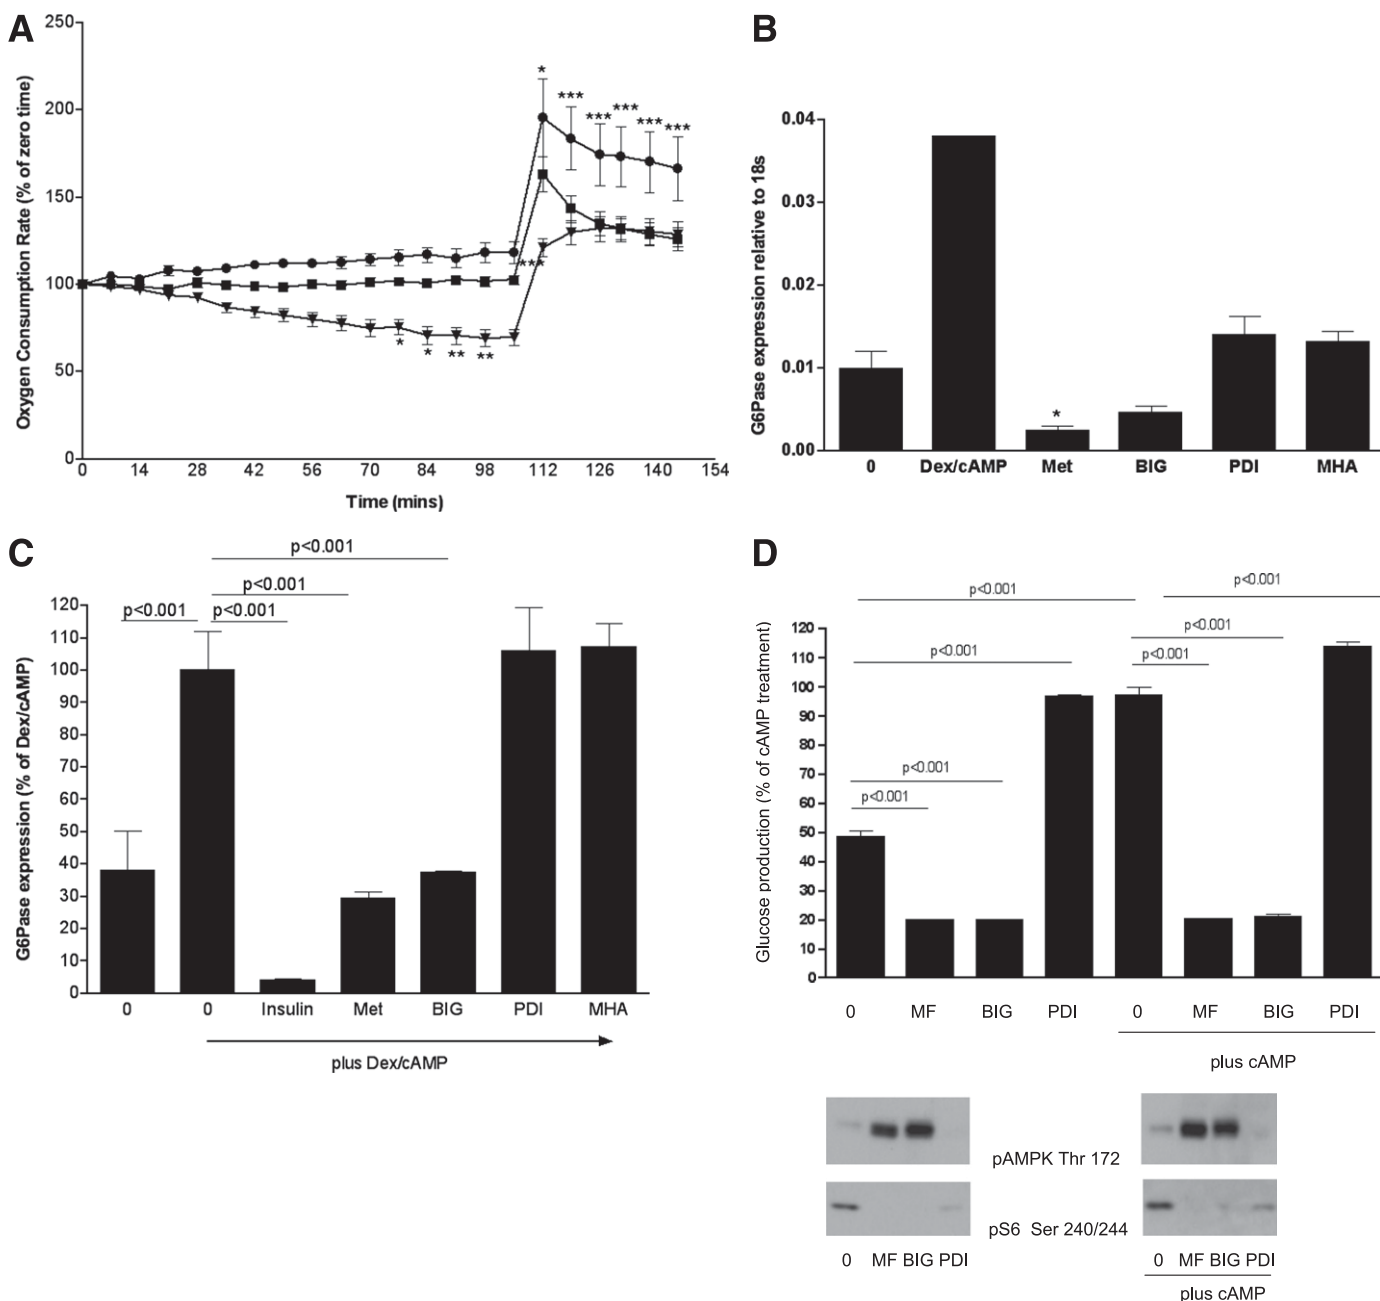 A
250
200
150
100
50
0
Oxygen Consumption Rate (% of zero time)
*
***
***
***
***
***
***
*
*
**
**
0 14 28 42 56 70 84 98 112 126 140 154
Time (mins)
B
0.04
0.03
0.02
0.01
0.00
G6Pase expression relative to 18s
*
0 Dex/cAMP Met BIG PDI MHA
C
p<0.001
p<0.001
p<0.001 p<0.001
120
110
100
90
80
70
60
50
40
30
20
10
0
G6Pase expression (% of Dex/cAMP)
0 0 Insulin Met BIG PDI MHA
plus Dex/cAMP
D
p<0.001
p<0.001
p<0.001
p<0.001
p<0.001
p<0.001
p<0.001
120
110
100
90
80
70
60
50
40
30
20
10
0
Glucose production (% of cAMP treatment)
0 MF BIG PDI 0 MF BIG PDI
plus cAMP
pAMPK Thr 172
pS6 Ser 240/244
0 MF BIG PDI 0 MF BIG PDI
plus cAMP